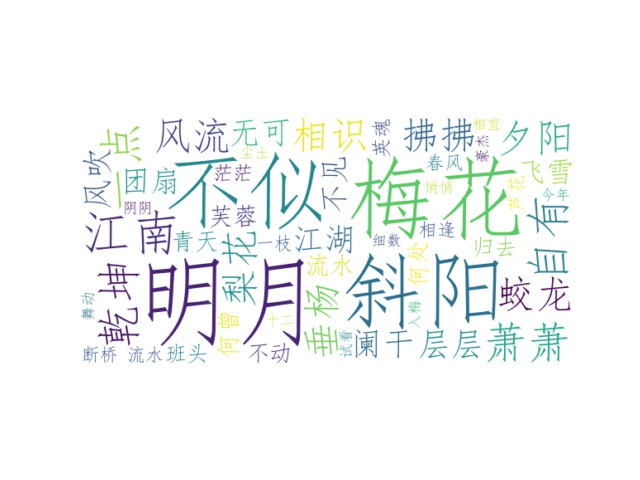 风吹
一点
风流
无可
相识
英魂
拂拂
相宜
豪杰
夕阳
尘土
团扇
茫茫
不似
不见
梅花
春风
悄悄
飞雪
芦花
今年
阴阴
芙蓉
江南
青天
梨花
一枝
江湖
细数
相逢
何处
归去
自有
乾坤
明月
流水
垂杨
斜阳
入樽
蛟龙
舞动
何曾
十二
试看
断桥
流水
班头
不动
阑干
层层
萧萧